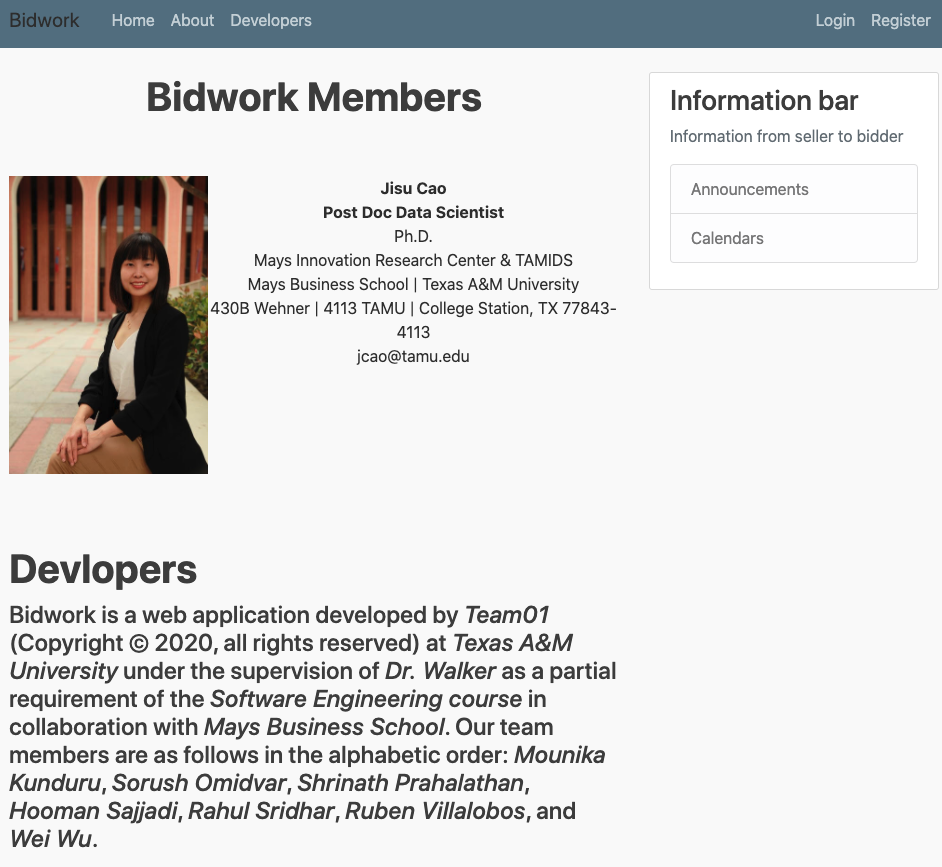 Bidwork Home About Developers Login Register
Bidwork Members
Jisu Cao
Post Doc Data Scientist
Ph.D.
Mays Innovation Research Center & TAMIDS
Mays Business School | Texas A&M University
430B Wehner | 4113 TAMU | College Station, TX 77843-
4113
jcao@tamu.edu
Information bar
Information from seller to bidder
Announcements
Calendars
Devlopers
Bidwork is a web application developed by Team01
(Copyright © 2020, all rights reserved) at Texas A&M
University under the supervision of Dr. Walker as a partial
requirement of the Software Engineering course in
collaboration with Mays Business School. Our team
members are as follows in the alphabetic order: Mounika
Kunduru, Sorush Omidvar, Shrinath Prahalathan,
Hooman Sajjadi, Rahul Sridhar, Ruben Villalobos, and
Wei Wu.